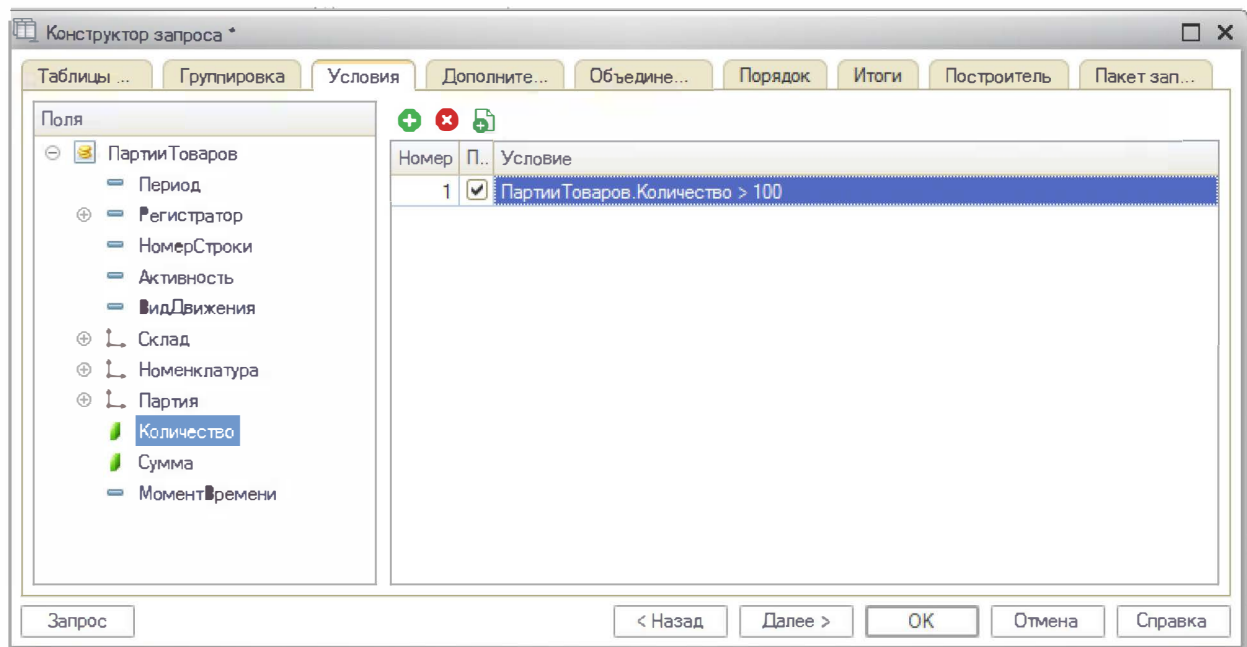 Конструктор запроса *
Таблицы ... Группировка Условия Дополните... Объедине... Порядок Итоги Построитель Пакет зап...
Поля
ПартииТоваров
Период
Регистратор
НомерСтроки
Активность
ВидДвижения
Склад
Номенклатура
Партия
Количество
Сумма
МоментВремени
Номер П.. Условие
1 ПартииТоваров.Количество > 100
Запрос < Назад Далее > OK Отмена Справка